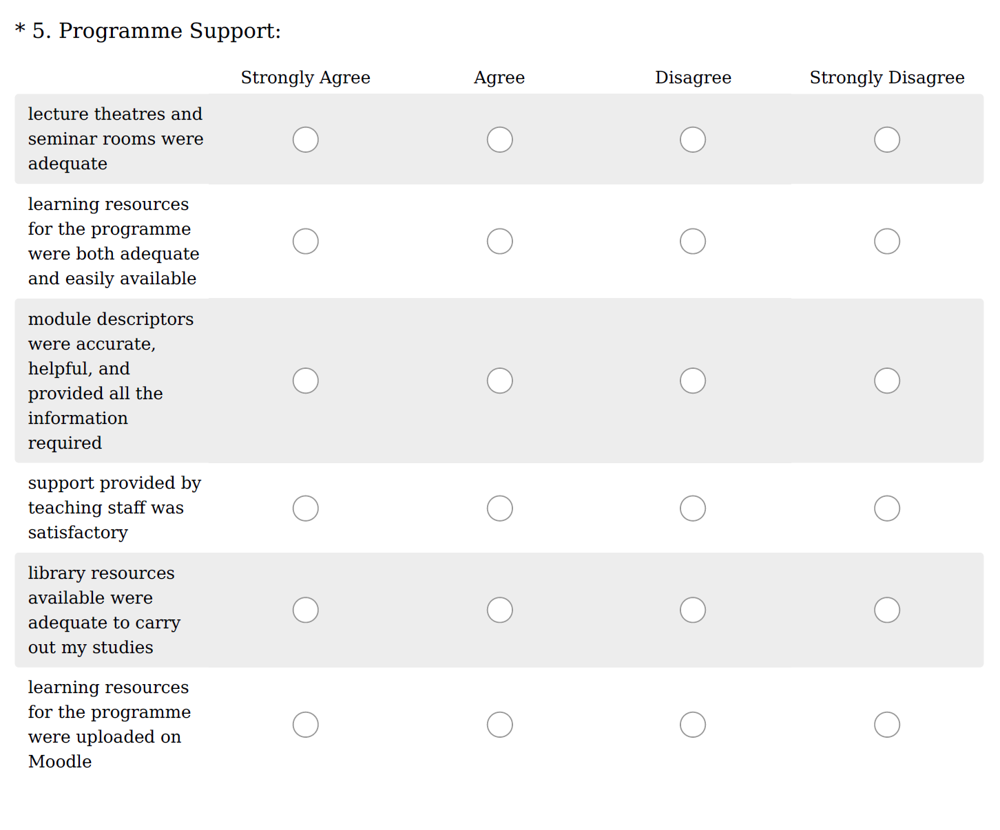 * 5. Programme Support:
Strongly Agree Agree Disagree Strongly Disagree
lecture theatres and
seminar rooms were
adequate
learning resources
for the programme
were both adequate
and easily available
module descriptors
were accurate,
helpful, and
provided all the
information
required
support provided by
teaching staff was
satisfactory
library resources
available were
adequate to carry
out my studies
learning resources
for the programme
were uploaded on
Moodle